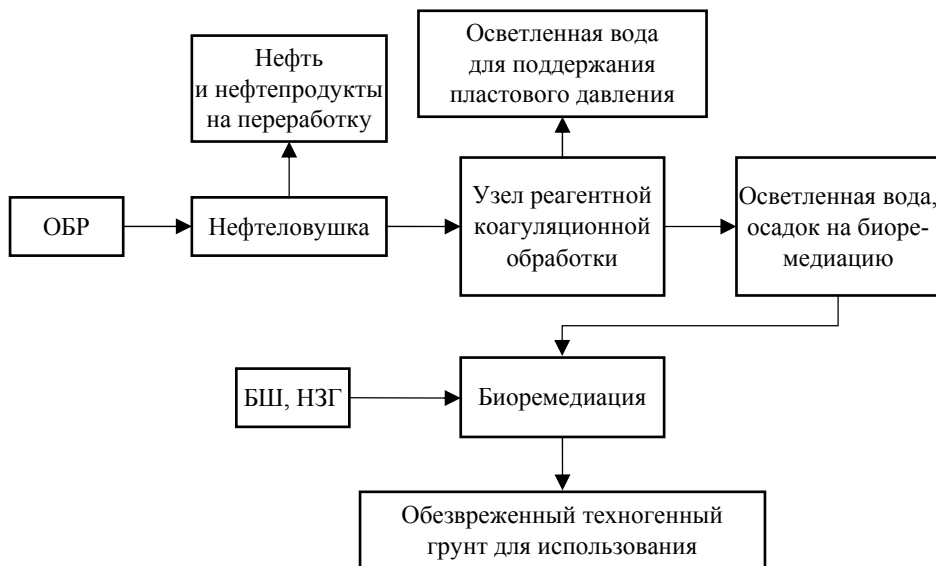 Нефть
и нефтепродукты
на переработку
Осветленная вода
для поддержания
пластового давления
ОБР
Нефтеловушка
Узел реагентной
коагуляционной
обработки
Осветленная вода,
осадок на биоре-
медиацию
БШ, НЗГ
Биоремедиация
Обезвреженный техногенный
грунт для использования